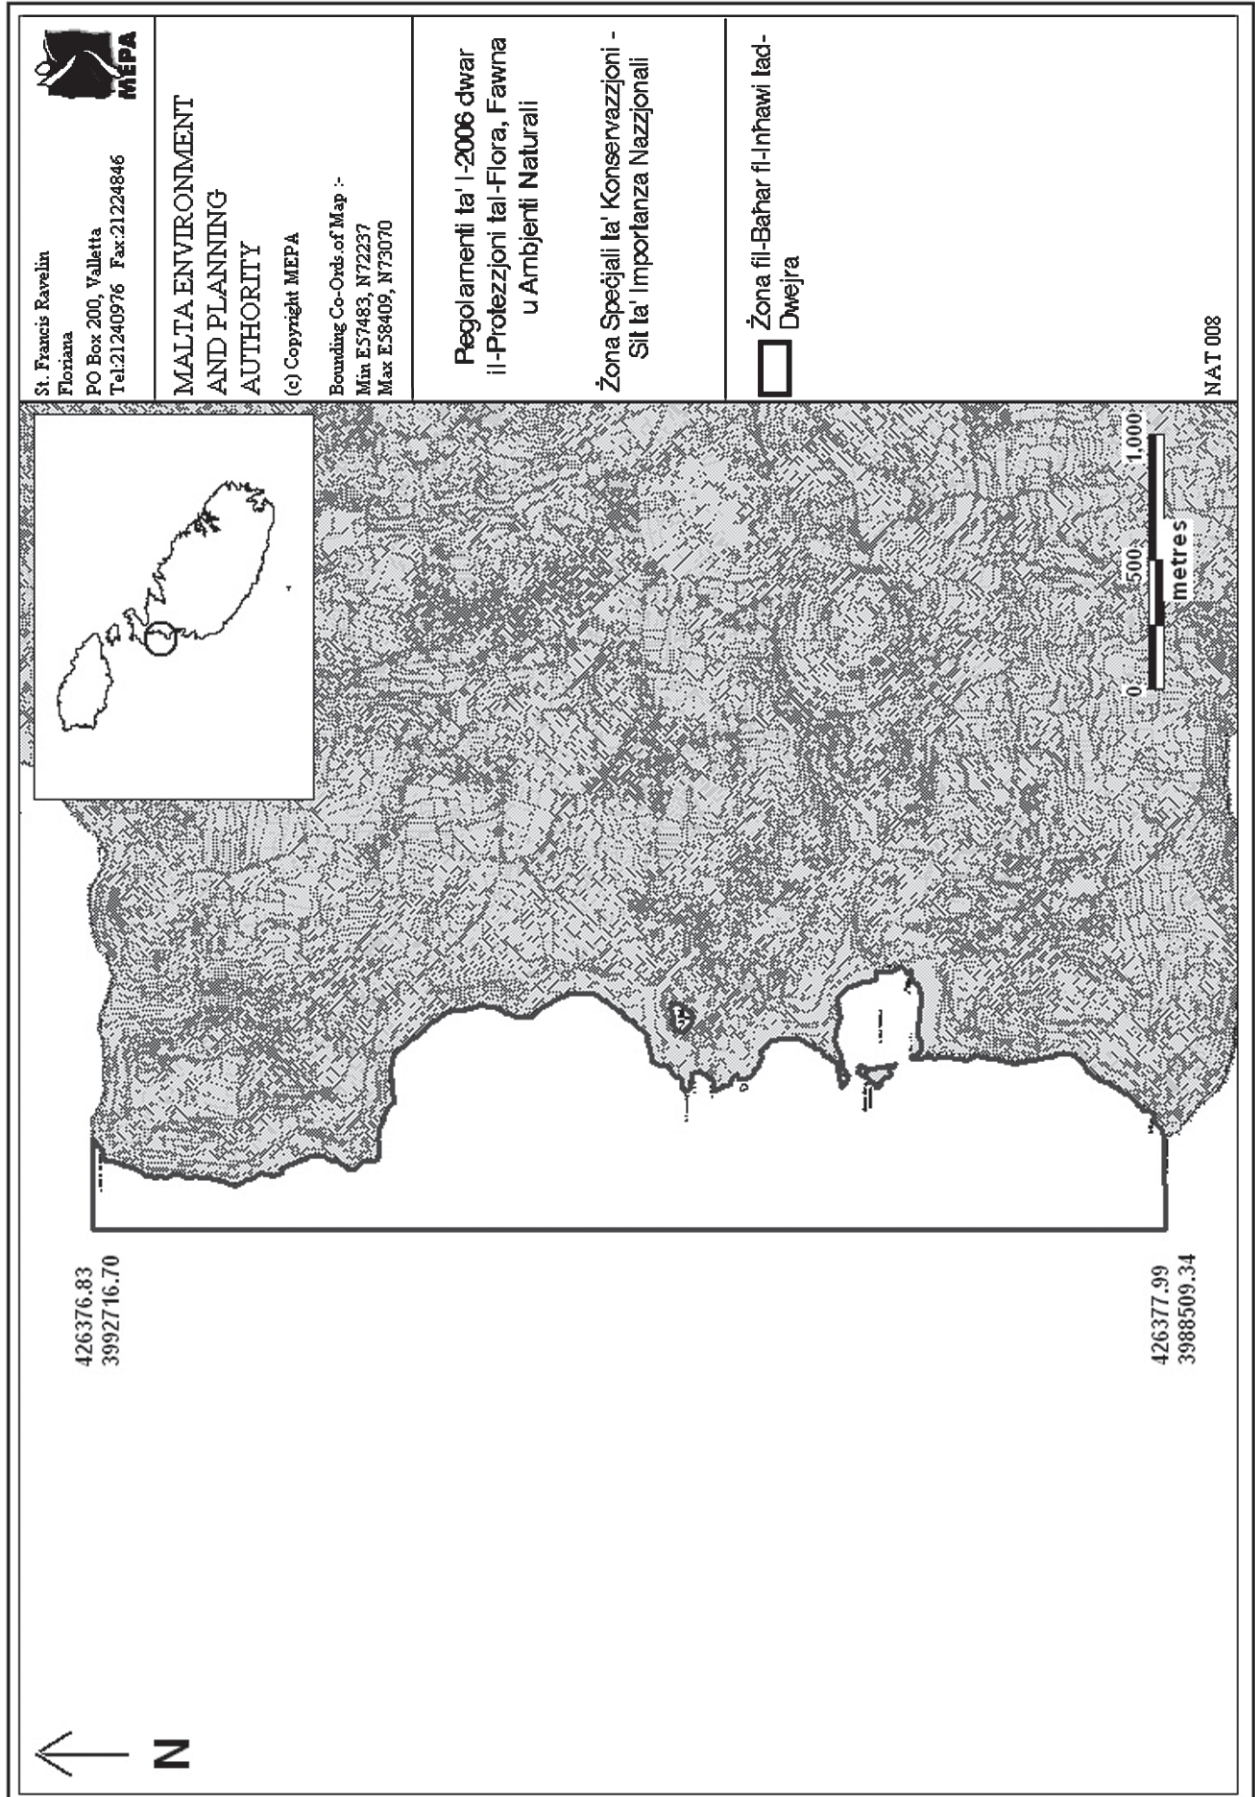 St. Francis Ravelin
Floriana
PO Box 200, Valletta
Tel:21240976 Fax:21224846
MEPA
MALTA ENVIRONMENT
AND PLANNING
AUTHORITY
(c) Copyright MEPA
Bounding Co-Ords of Map :-
Min E57483, N72237
Max E58409, N73070
Regolamenti ta' l-2006 dwar
il-Protezzjoni tal-Flora, Fawna
u Ambjenti Naturali
Żona Speċjali ta' Konservazzjoni -
Sit ta' Importanza Nazzjonali
Żona fil-Baħar fl-Inħawi tad-
Dwejra
NAT 008
0 500 1,000
metres
426376.83
3992716.70
426377.99
3988509.34
N